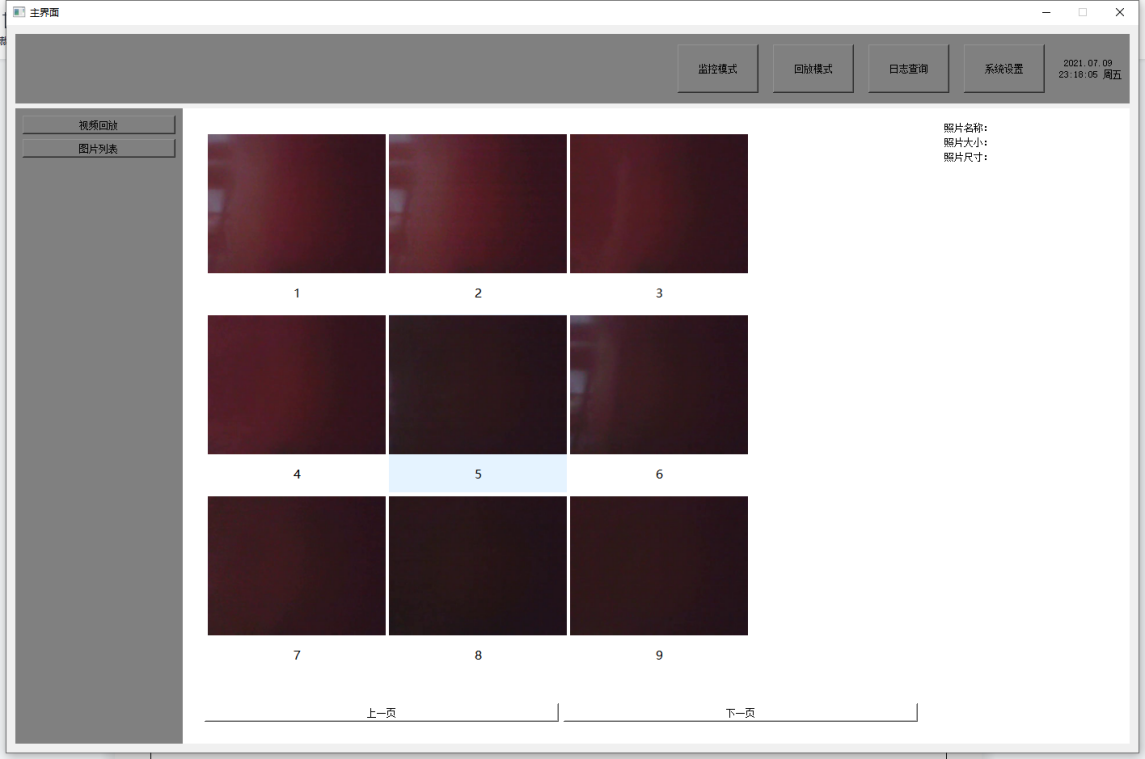 主界面
监控模式
回放模式
日志查询
系统设置
2021.07.09
23:18:05 周五
视频回放
图片列表
照片名称:
照片大小:
照片尺寸:
1
2
3
4
5
6
7
8
9
上一页
下一页